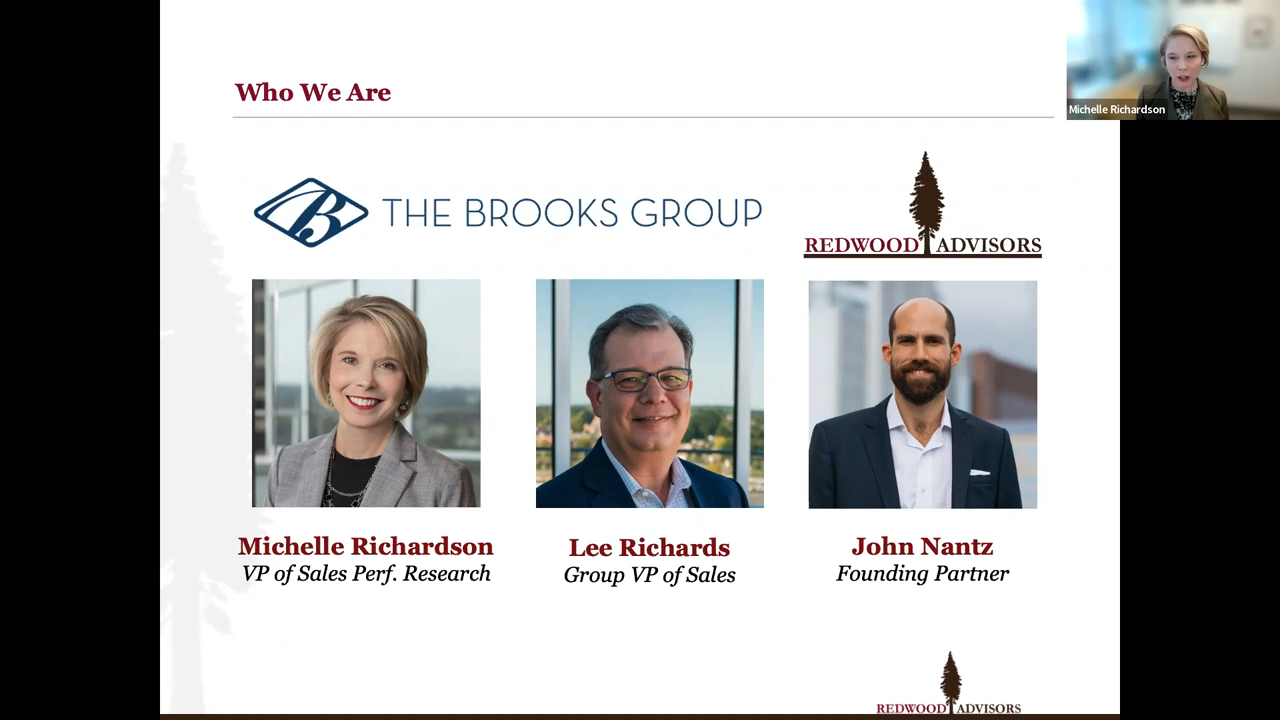 Who We Are
Michelle Richardson
THE BROOKS GROUP
REDWOOD ADVISORS
Michelle Richardson
VP of Sales Perf. Research
Lee Richards
Group VP of Sales
John Nantz
Founding Partner
REDWOOD ADVISORS